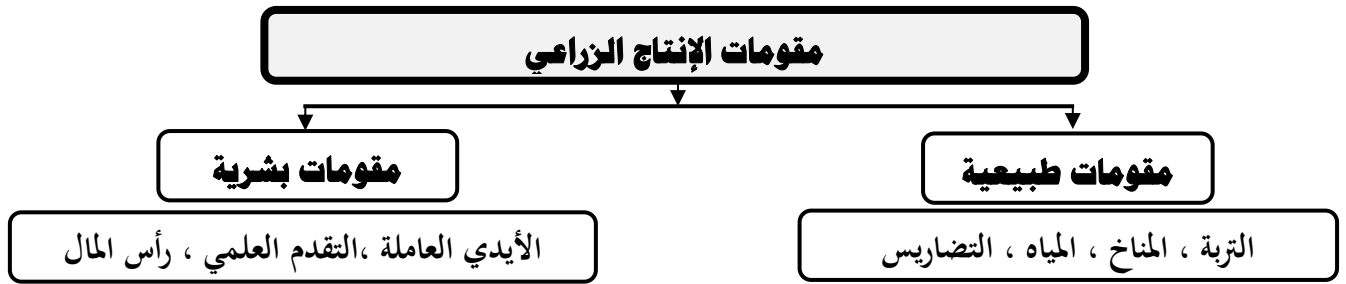 مقومات الإنتاج الزراعي
مقومات طبيعية
مقومات بشرية
التربة ، المناخ ، المياه ، التضاريس
الأيدي العاملة ،التقدم العلمي ، رأس المال